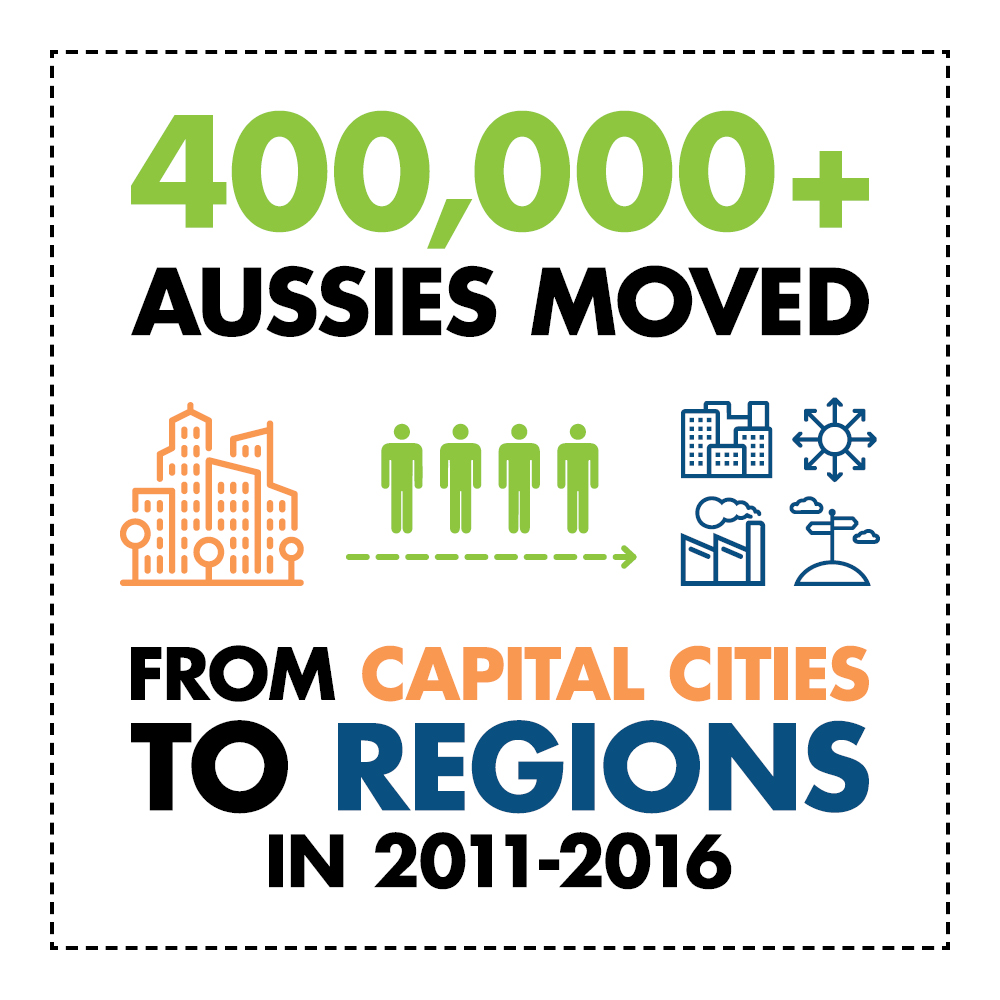 400,000+
AUSSIES MOVED
FROM CAPITAL CITIES
TO REGIONS
IN 2011-2016